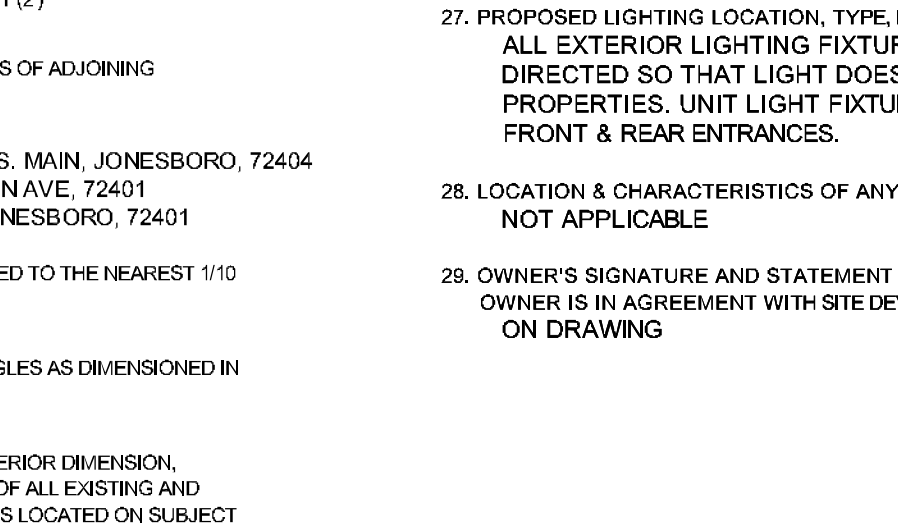 (2')
S OF ADJOINING
S. MAIN, JONESBORO, 72404
N AVE, 72401
NESBORO, 72401
ED TO THE NEAREST 1/10
GLES AS DIMENSIONED IN
ERIOR DIMENSION,
OF ALL EXISTING AND
S LOCATED ON SUBJECT
27. PROPOSED LIGHTING LOCATION, TYPE,
ALL EXTERIOR LIGHTING FIXTUR
DIRECTED SO THAT LIGHT DOES
PROPERTIES. UNIT LIGHT FIXTU
FRONT & REAR ENTRANCES.
28. LOCATION & CHARACTERISTICS OF ANY
NOT APPLICABLE
29. OWNER'S SIGNATURE AND STATEMENT
OWNER IS IN AGREEMENT WITH SITE DEV
ON DRAWING